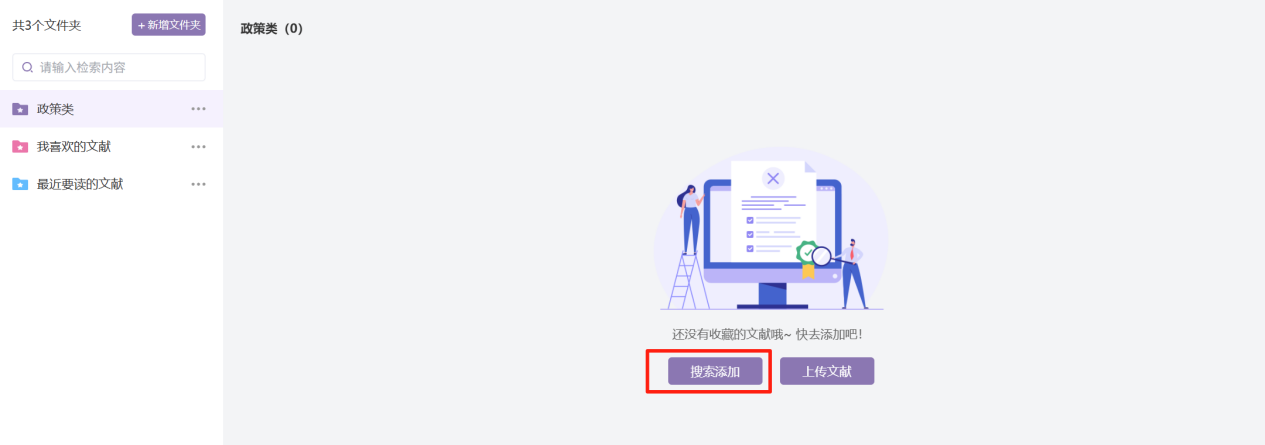 共3个文件夹
+ 新增文件夹
请输入检索内容
政策类
我喜欢的文献
最近要读的文献
政策类（0）
还没有收藏的文献哦~ 快去添加吧！
搜索添加
上传文献